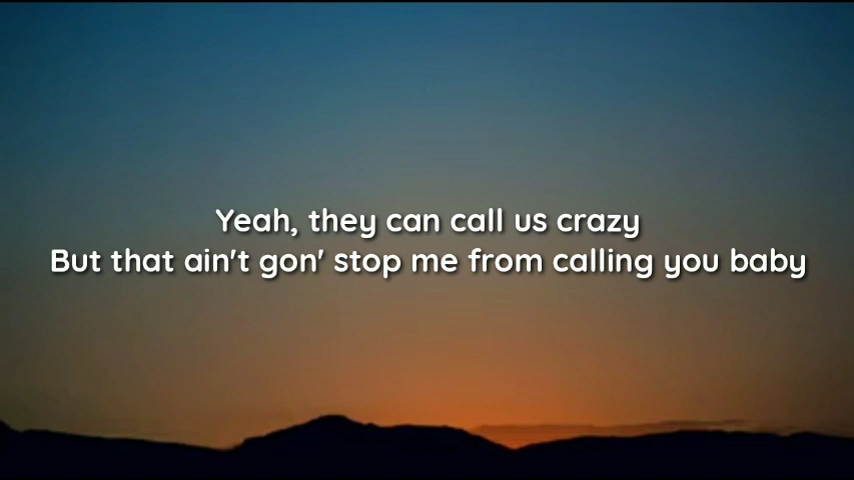 Yeah, they can call us crazy
But that ain't gon' stop me from calling you baby